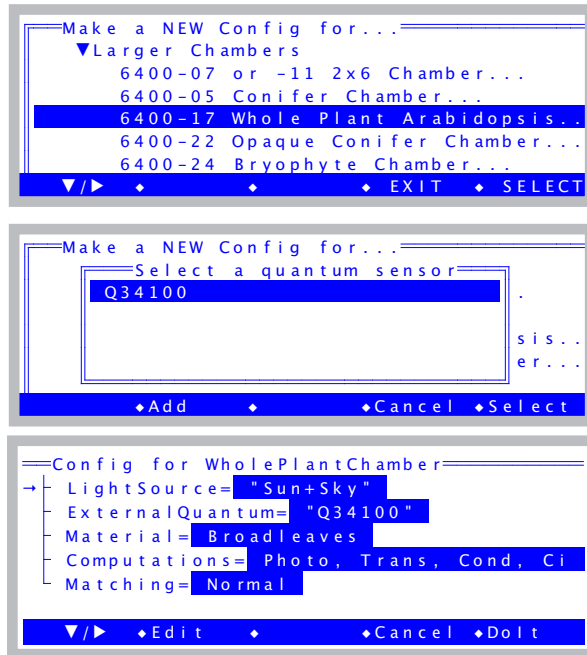 Make a NEW Config for...
▼Larger Chambers
6400-07 or -11 2x6 Chamber...
6400-05 Conifer Chamber...
6400-17 Whole Plant Arabidopsis..
6400-22 Opaque Conifer Chamber...
6400-24 Bryophyte Chamber...
▼/▶ ◆ ◆ ◆ EXIT ◆ SELECT
Make a NEW Config for...
Select a quantum sensor
Q34100 .
sis..
er...
◆Add ◆ ◆Cancel ◆Select
Config for WholePlantChamber
→ LightSource= "Sun+Sky"
ExternalQuantum= "Q34100"
Material= Broadleaves
Computations= Photo, Trans, Cond, Ci
Matching= Normal
▼/▶ ◆Edit ◆ ◆Cancel ◆DoIt